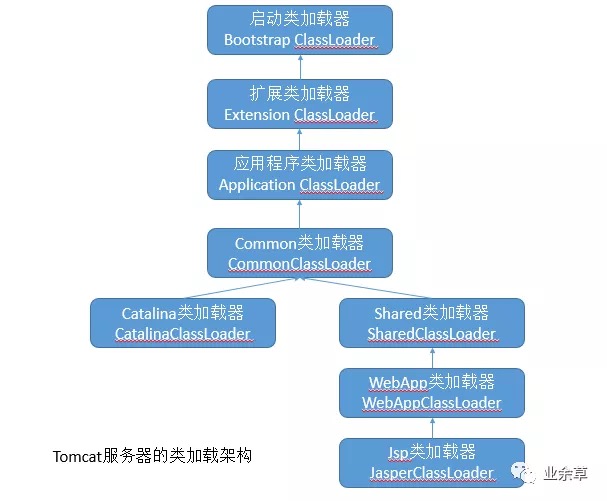 启动类加载器
Bootstrap ClassLoader
扩展类加载器
Extension ClassLoader
应用程序类加载器
Application ClassLoader
Common类加载器
CommonClassLoader
Catalina类加载器
CatalinaClassLoader
Shared类加载器
SharedClassLoader
WebApp类加载器
WebAppClassLoader
Jsp类加载器
JasperClassLoader
Tomcat服务器的类加载架构
业余草